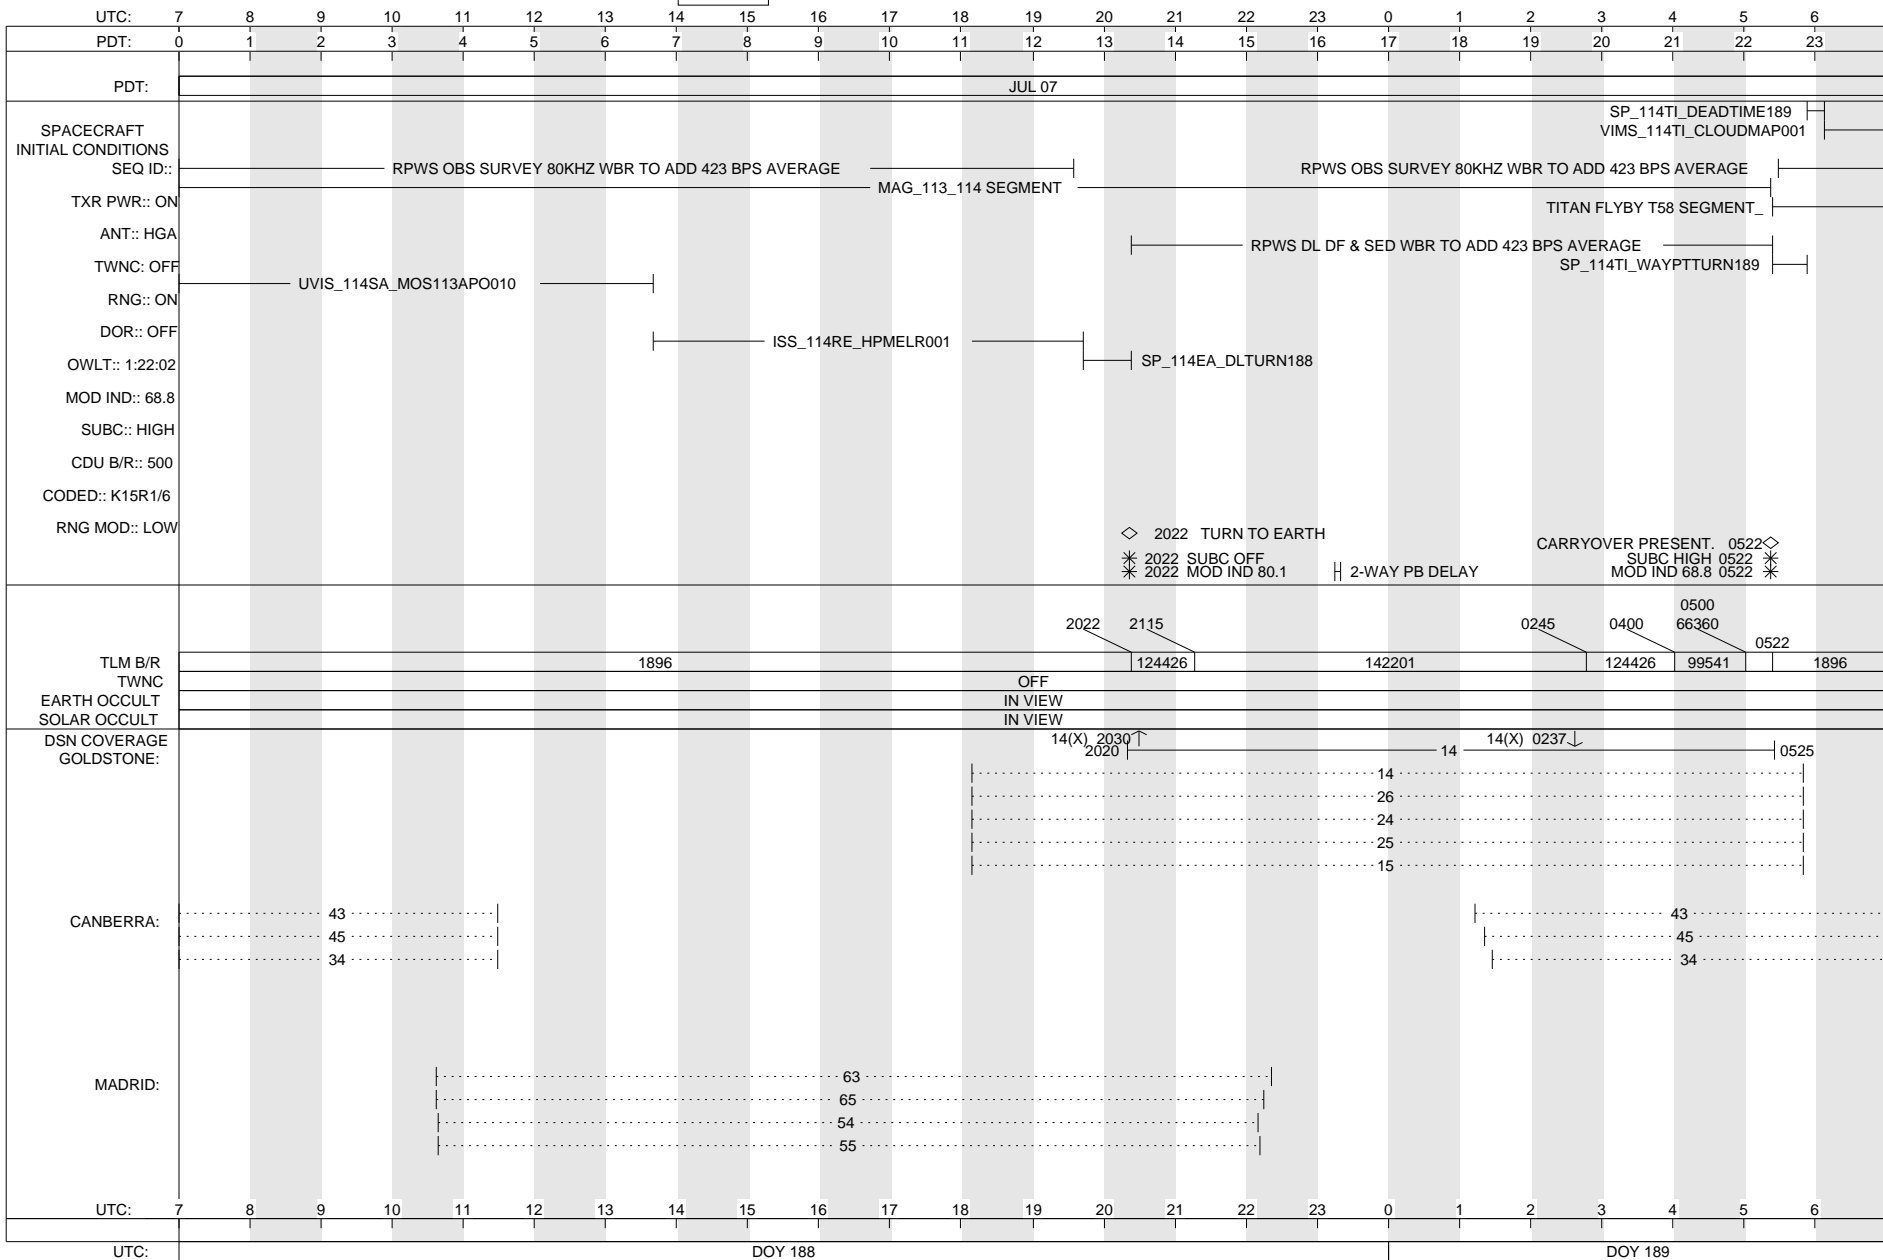 UTC: 7 8 9 10 11 12 13 14 15 16 17 18 19 20 21 22 23 0 1 2 3 4 5 6
PDT: 0 1 2 3 4 5 6 7 8 9 10 11 12 13 14 15 16 17 18 19 20 21 22 23
PDT: JUL 07
SP_114TI_DEADTIME189
SPACECRAFT VIMS_114TI_CLOUDMAP001
INITIAL CONDITIONS
SEQ ID:: RPWS OBS SURVEY 80KHZ WBR TO ADD 423 BPS AVERAGE RPWS OBS SURVEY 80KHZ WBR TO ADD 423 BPS AVERAGE
MAG_113_114 SEGMENT
TXR PWR:: ON TITAN FLYBY T58 SEGMENT_
ANT:: HGA
RPWS DL DF & SED WBR TO ADD 423 BPS AVERAGE
TWNC: OFF SP_114TI_WAYPTTURN189
UVIS_114SA_MOS113APO010
RNG:: ON
DOR:: OFF
ISS_114RE_HPMELR001
OWLT:: 1:22:02 SP_114EA_DLTURN188
MOD IND:: 68.8
SUBC:: HIGH
CDU B/R:: 500
CODED:: K15R1/6
RNG MOD:: LOW
2022 TURN TO EARTH
CARRYOVER PRESENT. 0522
2022 SUBC OFF SUBC HIGH 0522
2022 MOD IND 80.1 2-WAY PB DELAY MOD IND 68.8 0522
0500
2022 2115 0245 0400 66360
0522
TLM B/R 1896 124426 142201 124426 99541 1896
TWNC OFF
EARTH OCCULT IN VIEW
SOLAR OCCULT IN VIEW
DSN COVERAGE 14(X) 2030 14(X) 0237
GOLDSTONE: 2020 14 0525
14
26
24
25
15
CANBERRA: 43 43
45 45
34 34
MADRID: 63
65
54
55
UTC: 7 8 9 10 11 12 13 14 15 16 17 18 19 20 21 22 23 0 1 2 3 4 5 6
UTC: DOY 188 DOY 189